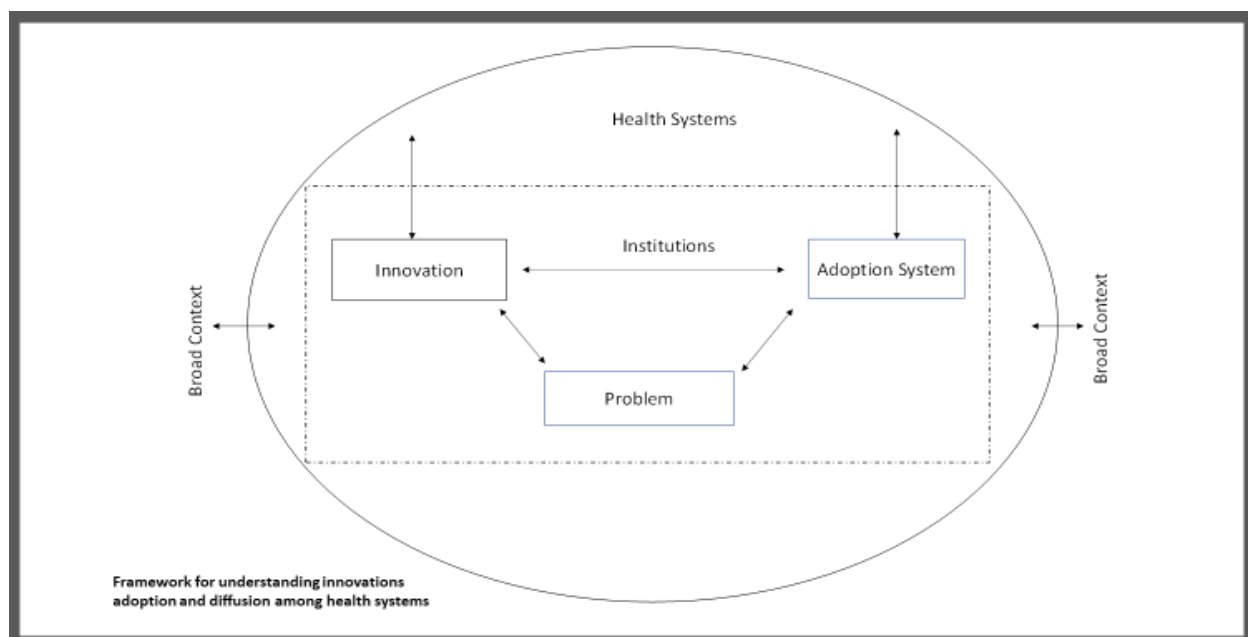 Health Systems
Institutions
Innovation
Adoption System
Broad Context
Broad Context
Problem
Framework for understanding innovations
adoption and diffusion among health systems